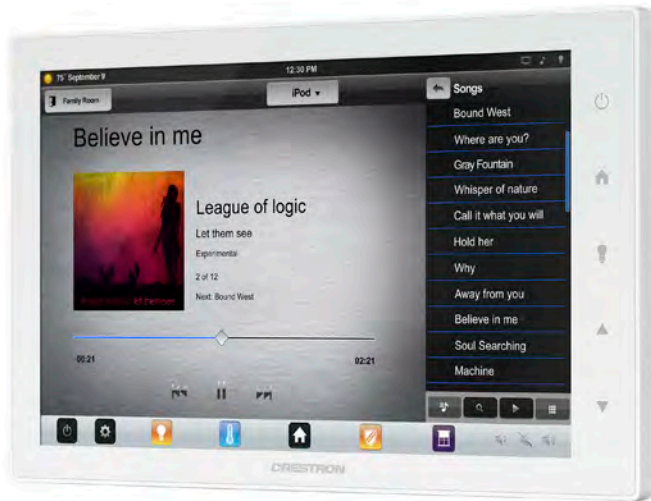 75° September 9
12:30 PM
Family Room
iPod
Songs
Believe in me
League of logic
Let them see
Experimental
2 of 12
Next: Bound West
00:21
02:21
Bound West
Where are you?
Gray Fountain
Whisper of nature
Call it what you will
Hold her
Why
Away from you
Believe in me
Soul Searching
Machine
CRESTRON